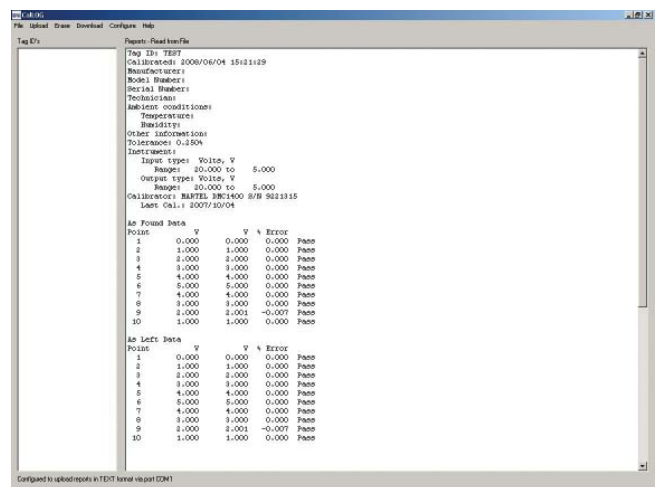 CalLOG
File Upload Erase Download Configure Help
Tag ID's
Reports - Read from File
Tag ID: TEST
Calibrated: 2008/06/04 15:21:29
Manufacturer:
Model Number:
Serial Number:
Technician:
Ambient conditions:
Temperature:
Humidity:
Other information:
Tolerance: 0.250%
Instrument:
Input type: Volts, V
Range: 20.000 to 5.000
Output type: Volts, V
Range: 20.000 to 5.000
Calibrator: MARTEL DMC1400 S/N 9221315
Last Cal.: 2007/10/04
As Found Data
Point V V % Error
1 0.000 0.000 0.000 Pass
2 1.000 1.000 0.000 Pass
3 2.000 2.000 0.000 Pass
4 3.000 3.000 0.000 Pass
5 4.000 4.000 0.000 Pass
6 5.000 5.000 0.000 Pass
7 4.000 4.000 0.000 Pass
8 3.000 3.000 0.000 Pass
9 2.000 2.001 -0.007 Pass
10 1.000 1.000 0.000 Pass
As Left Data
Point V V % Error
1 0.000 0.000 0.000 Pass
2 1.000 1.000 0.000 Pass
3 2.000 2.000 0.000 Pass
4 3.000 3.000 0.000 Pass
5 4.000 4.000 0.000 Pass
6 5.000 5.000 0.000 Pass
7 4.000 4.000 0.000 Pass
8 3.000 3.000 0.000 Pass
9 2.000 2.001 -0.007 Pass
10 1.000 1.000 0.000 Pass
Configured to upload reports in TEXT format via port COM1